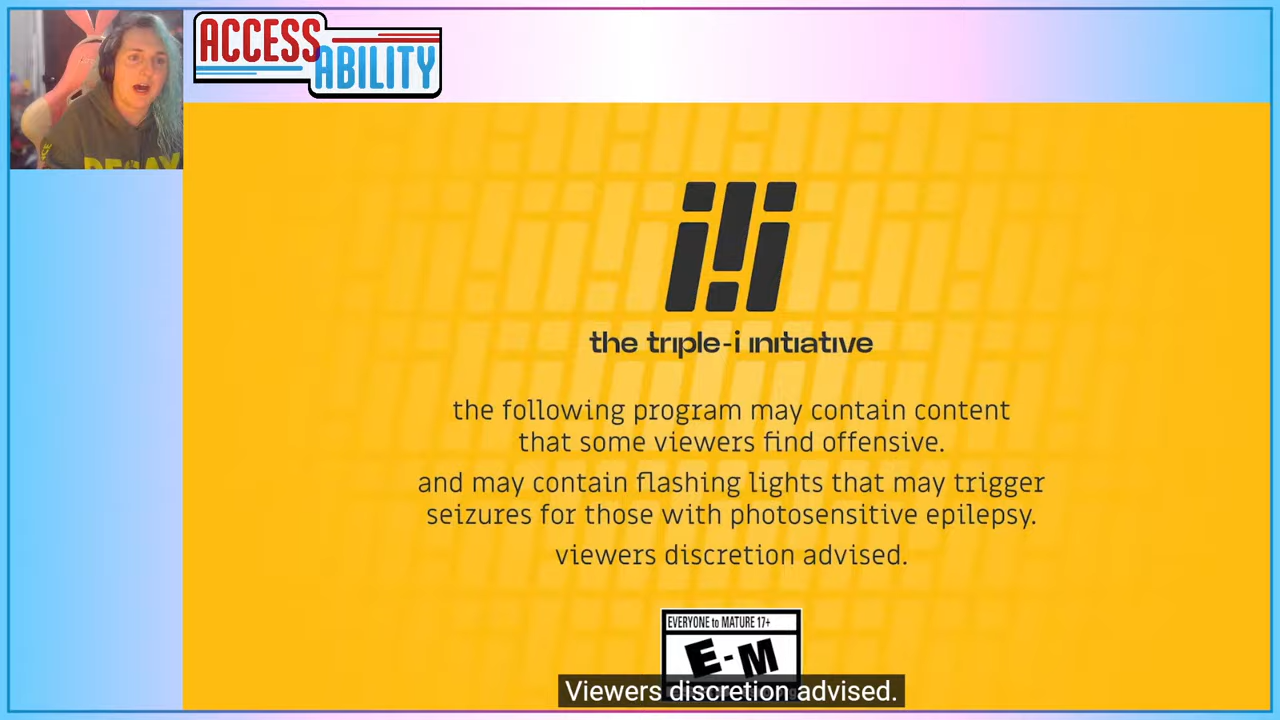 ACCESS
ABILITY
the triple-i initiative
the following program may contain content
that some viewers find offensive.
and may contain flashing lights that may trigger
seizures for those with photosensitive epilepsy.
viewers discretion advised.
EVERYONE to MATURE 17+
E-M
Viewers discretion advised.